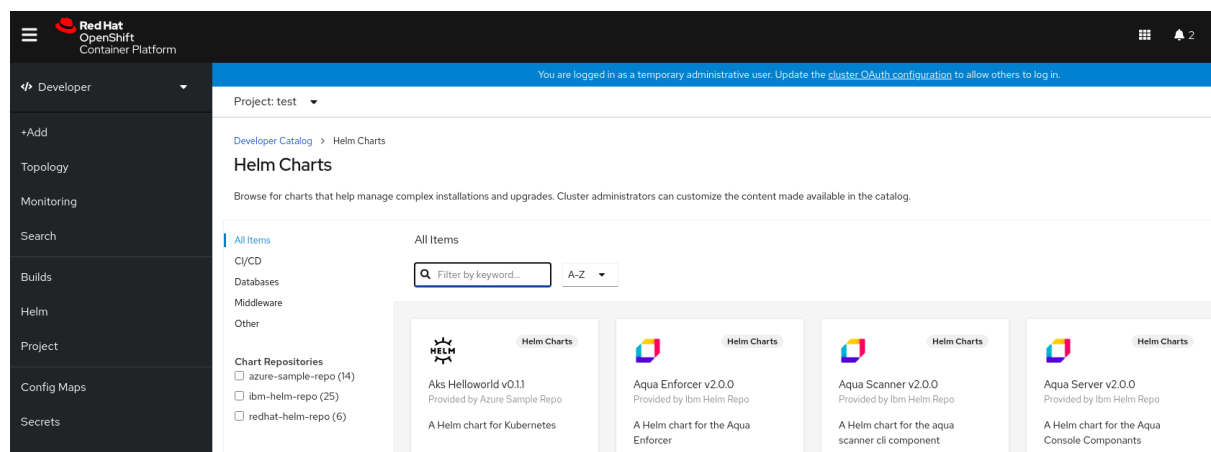 Red Hat
OpenShift
Container Platform
2
Developer
You are logged in as a temporary administrative user. Update the cluster OAuth configuration to allow others to log in.
Project: test
+Add
Topology
Monitoring
Search
Builds
Helm
Project
Config Maps
Secrets
Developer Catalog > Helm Charts
Helm Charts
Browse for charts that help manage complex installations and upgrades. Cluster administrators can customize the content made available in the catalog.
All Items
CI/CD
Databases
Middleware
Other
Chart Repositories
azure-sample-repo (14)
ibm-helm-repo (25)
redhat-helm-repo (6)
All Items
Filter by keyword...
A-Z
HELM
Helm Charts
Aks Helloworld v0.1.1
Provided by Azure Sample Repo
A Helm chart for Kubernetes
Helm Charts
Aqua Enforcer v2.0.0
Provided by Ibm Helm Repo
A Helm chart for the Aqua
Enforcer
Helm Charts
Aqua Scanner v2.0.0
Provided by Ibm Helm Repo
A Helm chart for the aqua
scanner cli component
Helm Charts
Aqua Server v2.0.0
Provided by Ibm Helm Repo
A Helm chart for the Aqua
Console Componants